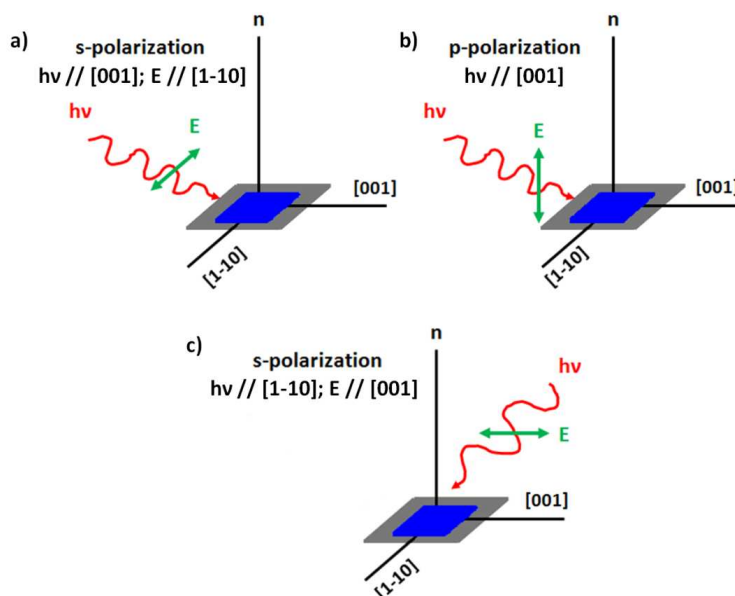 a)
s-polarization
hν // [001]; E // [1-10]
hν
E
n
[001]
[1-10]
b)
p-polarization
hν // [001]
hν
E
n
[001]
[1-10]
c)
s-polarization
hν // [1-10]; E // [001]
n
hν
E
[001]
[1-10]